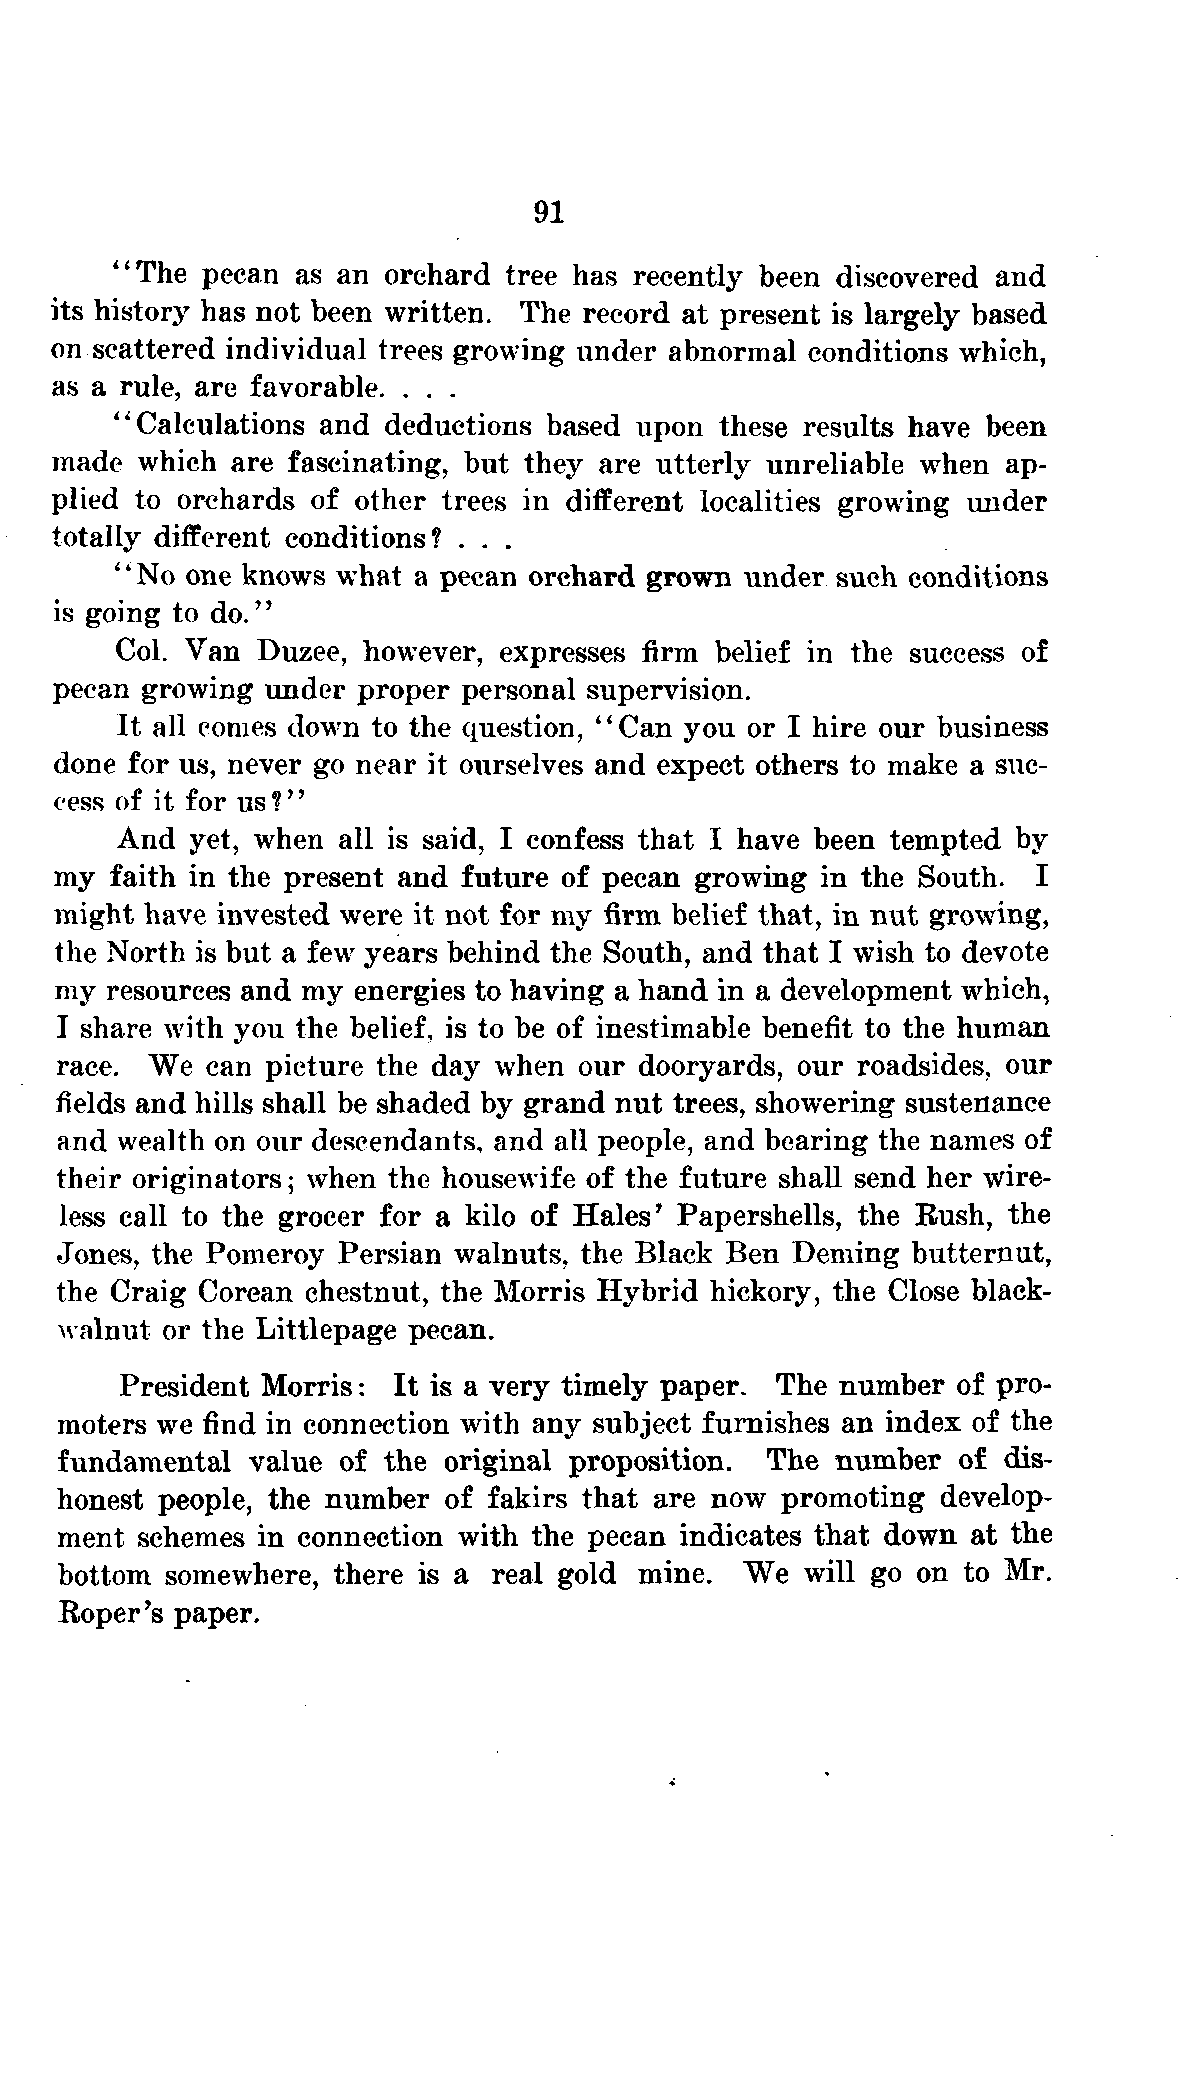 91
"The pecan as an orchard tree has recently been discovered and
its history has not been written. The record at present is largely based
on scattered individual trees growing under abnormal conditions which,
as a rule, are favorable. . . .
"Calculations and deductions based upon these results have been
made which are fascinating, but they are utterly unreliable when ap-
plied to orchards of other trees in different localities growing under
totally different conditions? . . .
"No one knows what a pecan orchard grown under such conditions
is going to do."
Col. Van Duzee, however, expresses firm belief in the success of
pecan growing under proper personal supervision.
It all comes down to the question, "Can you or I hire our business
done for us, never go near it ourselves and expect others to make a suc-
cess of it for us?"
And yet, when all is said, I confess that I have been tempted by
my faith in the present and future of pecan growing in the South. I
might have invested were it not for my firm belief that, in nut growing,
the North is but a few years behind the South, and that I wish to devote
my resources and my energies to having a hand in a development which,
I share with you the belief, is to be of inestimable benefit to the human
race. We can picture the day when our dooryards, our roadsides, our
fields and hills shall be shaded by grand nut trees, showering sustenance
and wealth on our descendants, and all people, and bearing the names of
their originators; when the housewife of the future shall send her wire-
less call to the grocer for a kilo of Hales' Papershells, the Rush, the
Jones, the Pomeroy Persian walnuts, the Black Ben Deming butternut,
the Craig Corean chestnut, the Morris Hybrid hickory, the Close black-
walnut or the Littlepage pecan.
President Morris: It is a very timely paper. The number of pro-
moters we find in connection with any subject furnishes an index of the
fundamental value of the original proposition. The number of dis-
honest people, the number of fakirs that are now promoting develop-
ment schemes in connection with the pecan indicates that down at the
bottom somewhere, there is a real gold mine. We will go on to Mr.
Roper's paper.